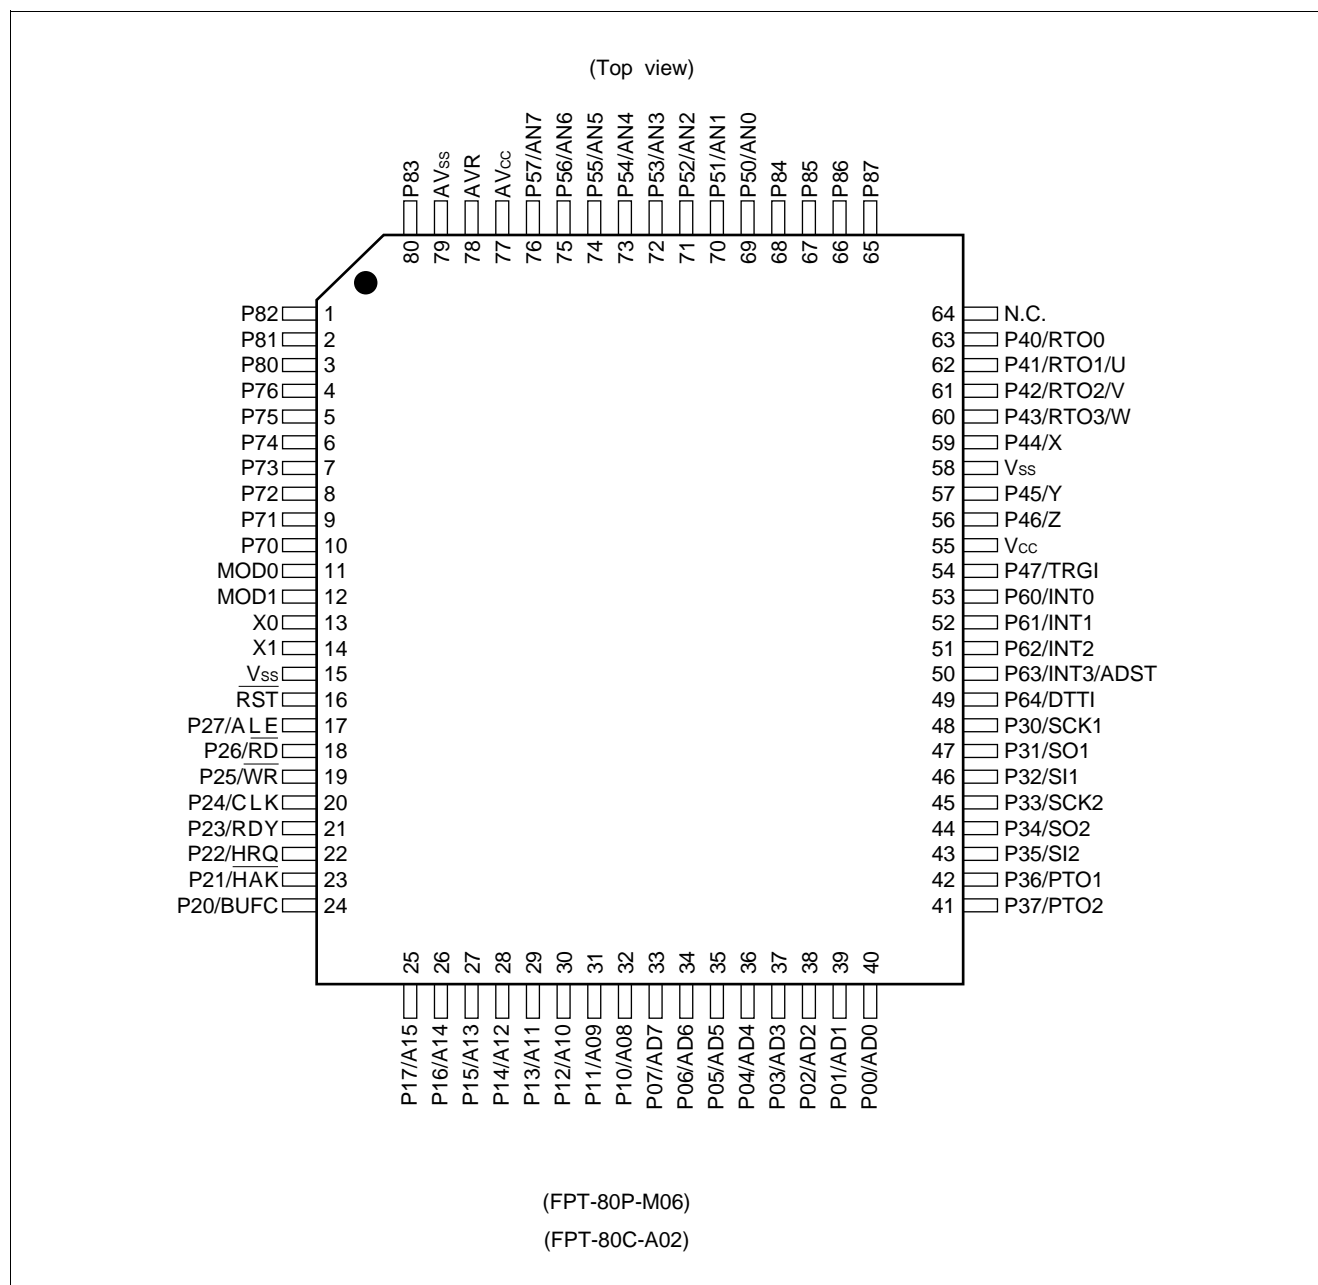 (Top view)
P83
AVss
AVR
AVcc
P57/AN7
P56/AN6
P55/AN5
P54/AN4
P53/AN3
P52/AN2
P51/AN1
P50/AN0
P84
P85
P86
P87
80
79
78
77
76
75
74
73
72
71
70
69
68
67
66
65
P82 1
P81 2
P80 3
P76 4
P75 5
P74 6
P73 7
P72 8
P71 9
P70 10
MOD0 11
MOD1 12
X0 13
X1 14
Vss 15
R̅S̅T̅ 16
P27/ALE 17
P26/R̅D̅ 18
P25/W̅R̅ 19
P24/CLK 20
P23/RDY 21
P22/HRQ 22
P21/H̅A̅K̅ 23
P20/BUFC 24
64 N.C.
63 P40/RTO0
62 P41/RTO1/U
61 P42/RTO2/V
60 P43/RTO3/W
59 P44/X
58 Vss
57 P45/Y
56 P46/Z
55 Vcc
54 P47/TRGI
53 P60/INT0
52 P61/INT1
51 P62/INT2
50 P63/INT3/ADST
49 P64/DTTI
48 P30/SCK1
47 P31/SO1
46 P32/SI1
45 P33/SCK2
44 P34/SO2
43 P35/SI2
42 P36/PTO1
41 P37/PTO2
25
26
27
28
29
30
31
32
33
34
35
36
37
38
39
40
P17/A15
P16/A14
P15/A13
P14/A12
P13/A11
P12/A10
P11/A09
P10/A08
P07/AD7
P06/AD6
P05/AD5
P04/AD4
P03/AD3
P02/AD2
P01/AD1
P00/AD0
(FPT-80P-M06)
(FPT-80C-A02)